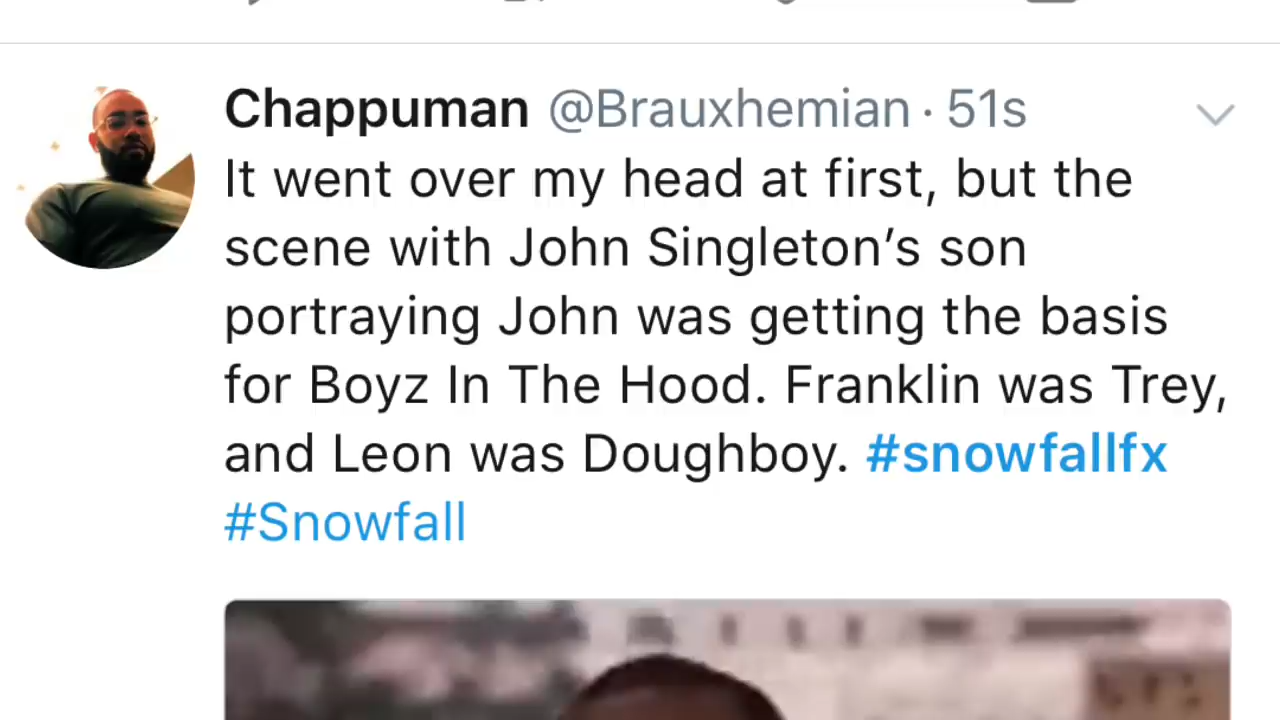 Chappuman @Brauxhemian · 51s
It went over my head at first, but the
scene with John Singleton’s son
portraying John was getting the basis
for Boyz In The Hood. Franklin was Trey,
and Leon was Doughboy. #snowfallfx
#Snowfall